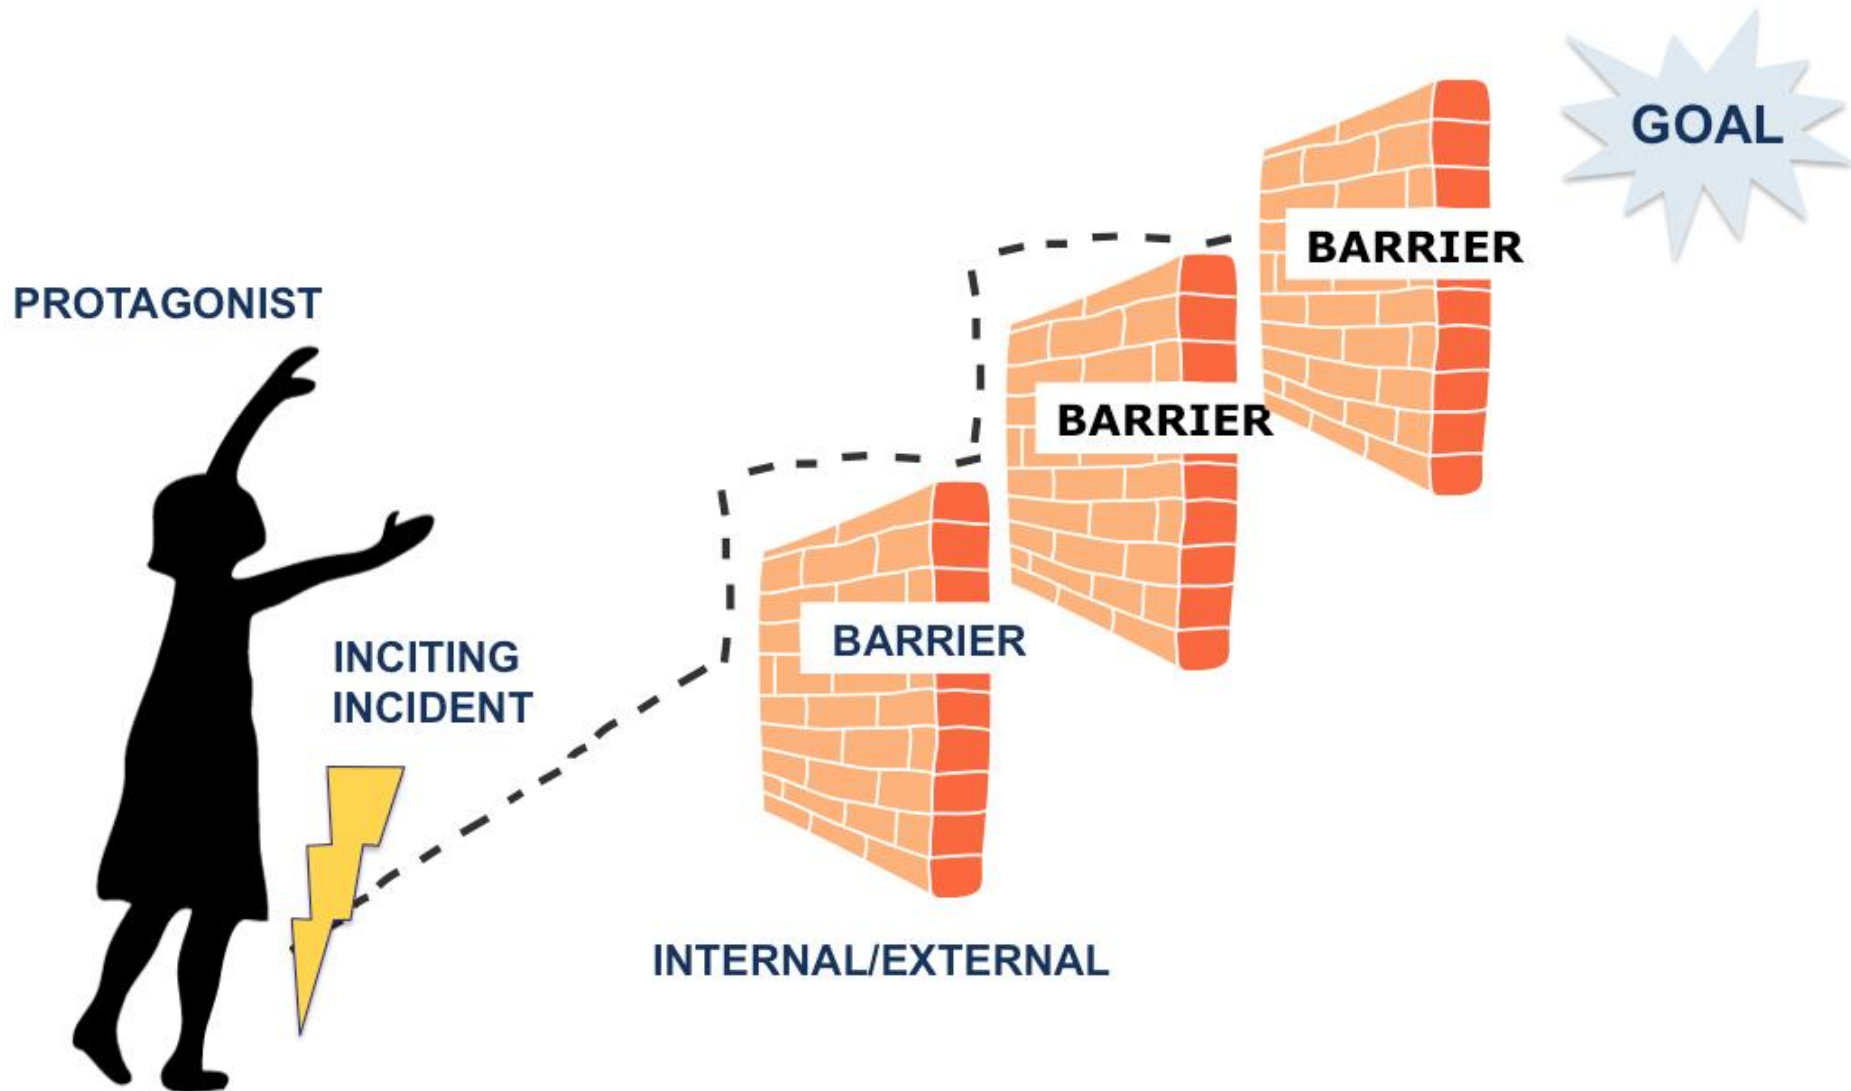 GOAL
BARRIER
PROTAGONIST
BARRIER
BARRIER
INCITING
INCIDENT
INTERNAL/EXTERNAL